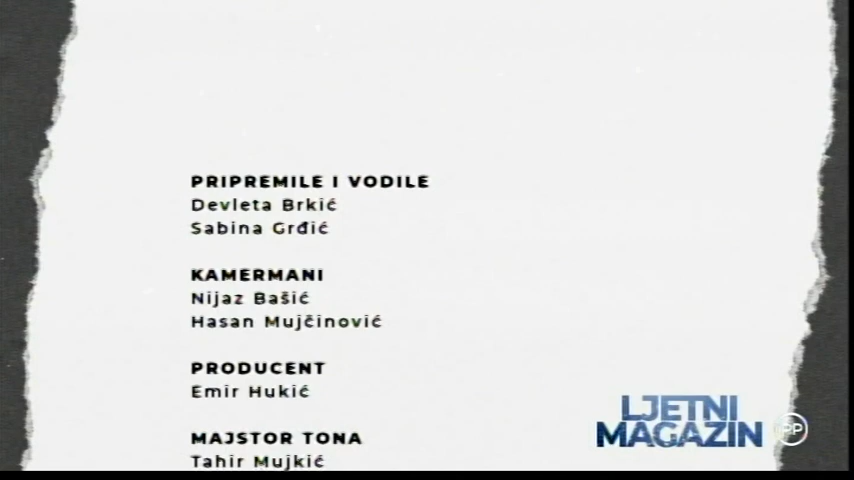 PRIPREMILE I VODILE
Devleta Brkić
Sabina Grđić
KAMERMANI
Nijaz Bašić
Hasan Mujčinović
PRODUCENT
Emir Hukić
MAJSTOR TONA
Tahir Mujkić
LJETNI
MAGAZIN
PP